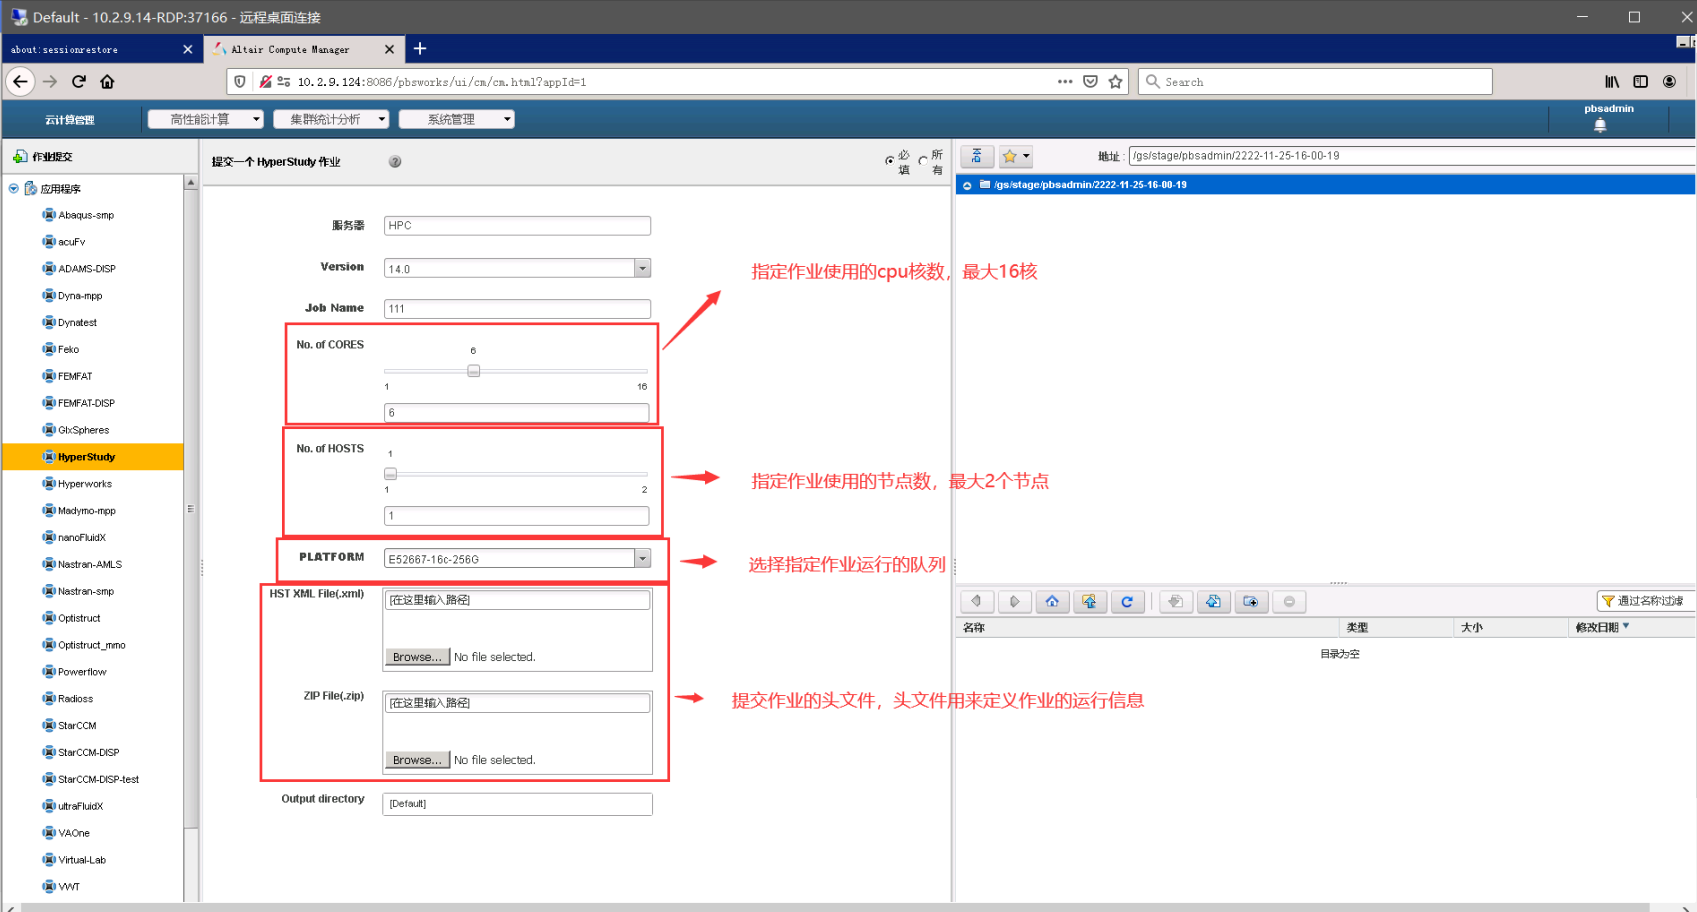 Default - 10.2.9.14-RDP:37166 - 远程桌面连接
about:sessionrestore
Altair Compute Manager
10.2.9.124:8086/pbsworks/ui/cm/cm.html?appId=1
Search
云计算管理
高性能计算
集群统计分析
系统管理
pbsadmin
作业提交
提交一个 HyperStudy 作业
必填
所有
地址 :
/gs/stage/pbsadmin/2222-11-25-16-00-19
/gs/stage/pbsadmin/2222-11-25-16-00-19
应用程序
Abaqus-smp
acuFv
ADAMS-DISP
Dyna-mpp
Dynatest
Feko
FEMFAT
FEMFAT-DISP
GlxSpheres
HyperStudy
Hyperworks
Madymo-mpp
nanoFluidX
Nastran-AMLS
Nastran-smp
Optistruct
Optistruct_mmo
Powerflow
Radioss
StarCCM
StarCCM-DISP
StarCCM-DISP-test
ultraFluidX
VAOne
Virtual-Lab
VWT
服务器
HPC
Version
14.0
Job Name
111
No. of CORES
6
1
16
6
指定作业使用的cpu核数，最大16核
No. of HOSTS
1
1
2
1
指定作业使用的节点数，最大2个节点
PLATFORM
E52667-16c-256G
选择指定作业运行的队列
HST XML File(.xml)
[在这里输入路径]
Browse... No file selected.
ZIP File(.zip)
[在这里输入路径]
Browse... No file selected.
提交作业的头文件，头文件用来定义作业的运行信息
Output directory
[Default]
通过名称过滤
名称
类型
大小
修改日期
目录为空